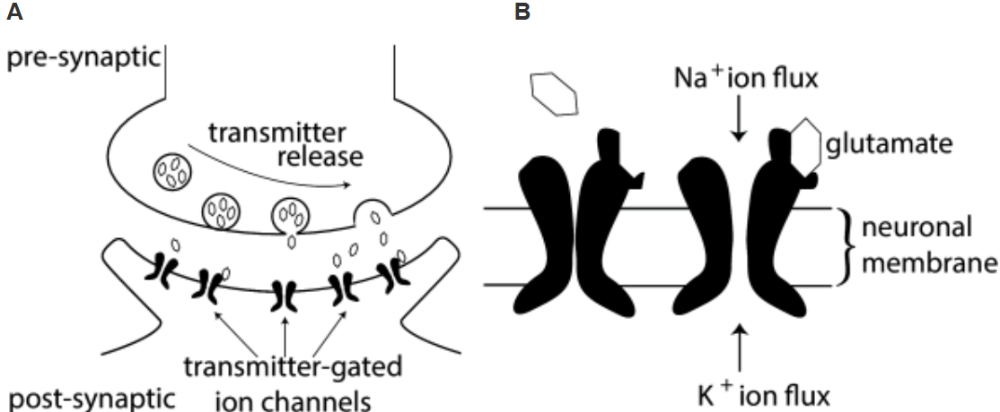 A
pre-synaptic
transmitter
release
transmitter-gated
ion channels
post-synaptic
B
Na⁺ ion flux
glutamate
neuronal
membrane
K⁺ ion flux